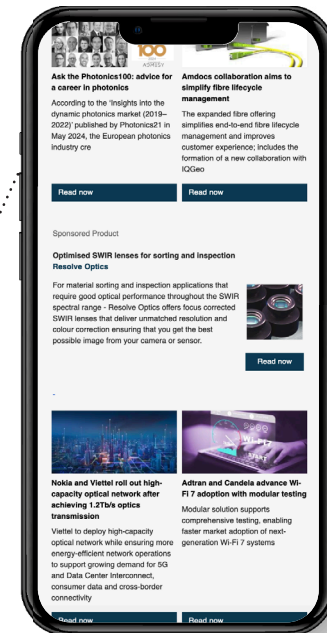 100
Ask the Photonics100: advice for
a career in photonics
According to the 'Insights into the
dynamic photonics market (2019–
2022)' published by Photonics21 in
May 2024, the European photonics
industry cre
Read now
Amdocs collaboration aims to
simplify fibre lifecycle
management
The expanded fibre offering
simplifies end-to-end fibre lifecycle
management and improves
customer experience; includes the
formation of a new collaboration with
IQGeo
Read now
Sponsored Product
Optimised SWIR lenses for sorting and inspection
Resolve Optics
For material sorting and inspection applications that
require good optical performance throughout the SWIR
spectral range - Resolve Optics offers focus corrected
SWIR lenses that deliver unmatched resolution and
colour correction ensuring that you get the best
possible image from your camera or sensor.
Read now
-
Nokia and Viettel roll out high-
capacity optical network after
achieving 1.2Tb/s optics
transmission
Viettel to deploy high-capacity
optical network while ensuring more
energy-efficient network operations
to support growing demand for 5G
and Data Center Interconnect,
consumer data and cross-border
connectivity
Read now
WI-FI 7
START
Adtran and Candela advance Wi-
Fi 7 adoption with modular testing
Modular solution supports
comprehensive testing, enabling
faster market adoption of next-
generation Wi-Fi 7 systems
Read now